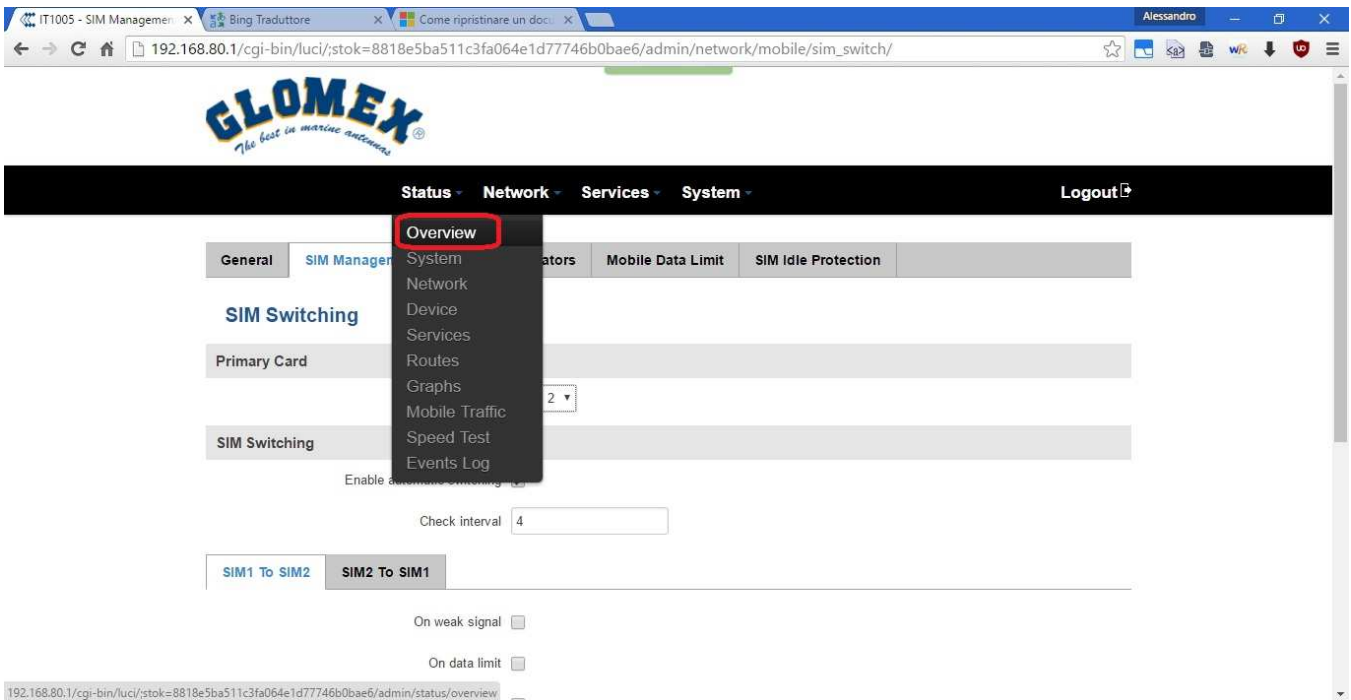 IT1005 - SIM Managemen
Bing Traduttore
Come ripristinare un docu
Alessandro
192.168.80.1/cgi-bin/luci/;stok=8818e5ba511c3fa064e1d77746b0bae6/admin/network/mobile/sim_switch/
GLOMEX®
The best in marine antennas
Status Network Services System Logout
Overview
General SIM Manager ators Mobile Data Limit SIM Idle Protection
System
Network
SIM Switching
Device
Services
Primary Card
Routes
Graphs
2
Mobile Traffic
Speed Test
SIM Switching
Events Log
Enable automatic switching
Check interval 4
SIM1 To SIM2 SIM2 To SIM1
On weak signal
On data limit
192.168.80.1/cgi-bin/luci/;stok=8818e5ba511c3fa064e1d77746b0bae6/admin/status/overview